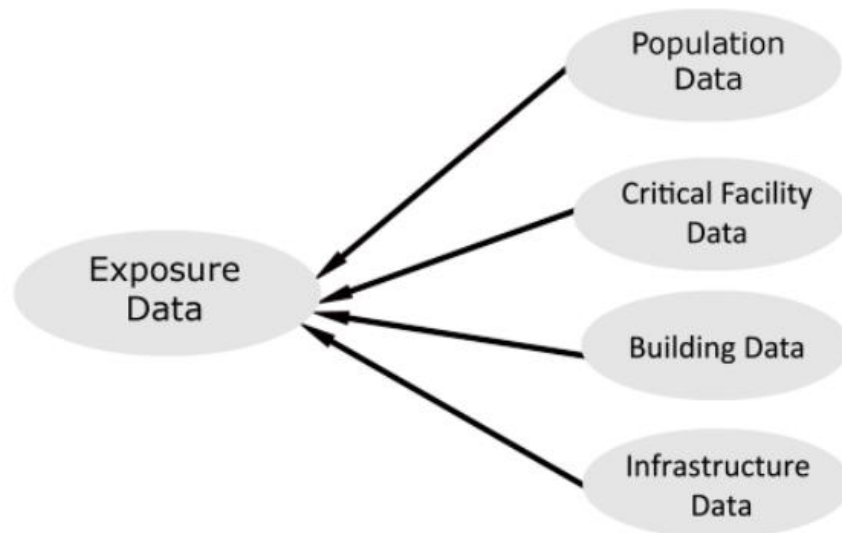 Population
Data
Critical Facility
Data
Exposure
Data
Building Data
Infrastructure
Data